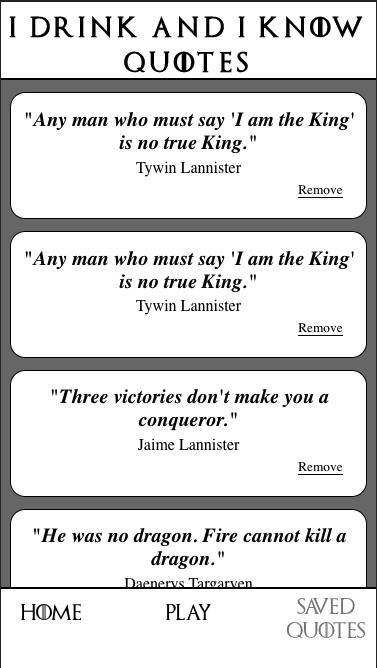 I DRINK AND I KNOW
QUOTES
"Any man who must say 'I am the King'
is no true King."
Tywin Lannister
Remove
"Any man who must say 'I am the King'
is no true King."
Tywin Lannister
Remove
"Three victories don't make you a
conqueror."
Jaime Lannister
Remove
"He was no dragon. Fire cannot kill a
dragon."
Daenerys Targaryen
HOME
PLAY
SAVED
QUOTES